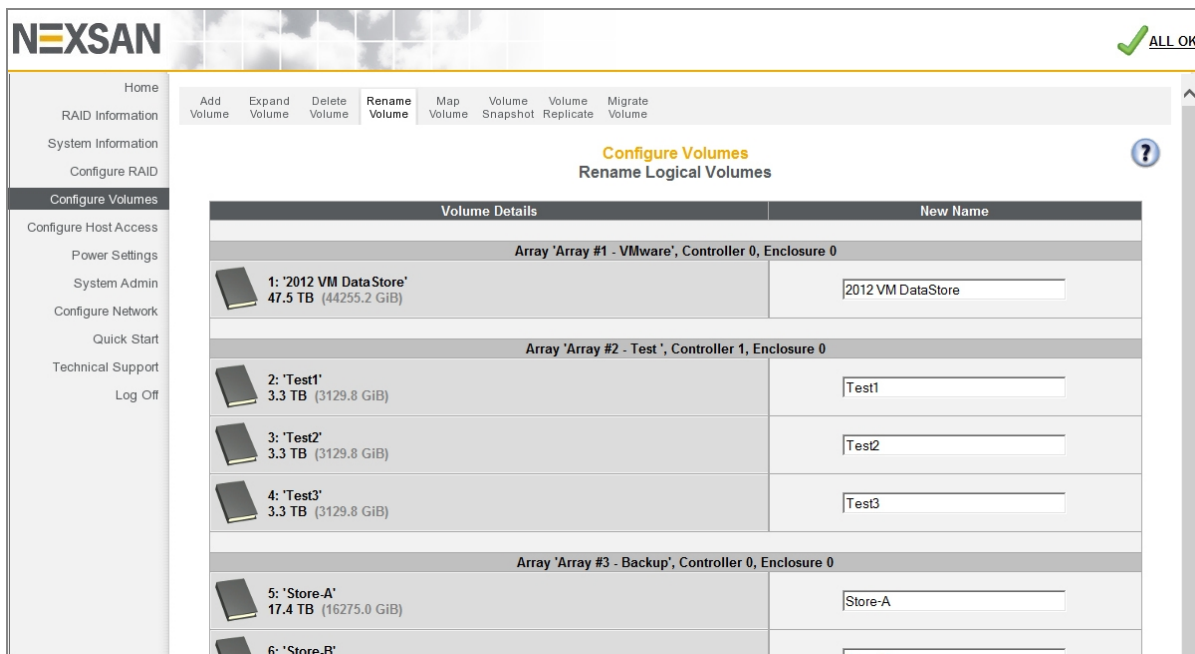 NEXSAN
ALL OK
Home
RAID Information
System Information
Configure RAID
Configure Volumes
Configure Host Access
Power Settings
System Admin
Configure Network
Quick Start
Technical Support
Log Off
Add Volume
Expand Volume
Delete Volume
Rename Volume
Map Volume
Volume Snapshot
Volume Replicate
Migrate Volume
?
Configure Volumes
Rename Logical Volumes
Volume Details
New Name
Array 'Array #1 - VMware', Controller 0, Enclosure 0
1: '2012 VM DataStore'
47.5 TB (44255.2 GiB)
2012 VM DataStore
Array 'Array #2 - Test ', Controller 1, Enclosure 0
2: 'Test1'
3.3 TB (3129.8 GiB)
Test1
3: 'Test2'
3.3 TB (3129.8 GiB)
Test2
4: 'Test3'
3.3 TB (3129.8 GiB)
Test3
Array 'Array #3 - Backup', Controller 0, Enclosure 0
5: 'Store-A'
17.4 TB (16275.0 GiB)
Store-A
6: 'Store-B'